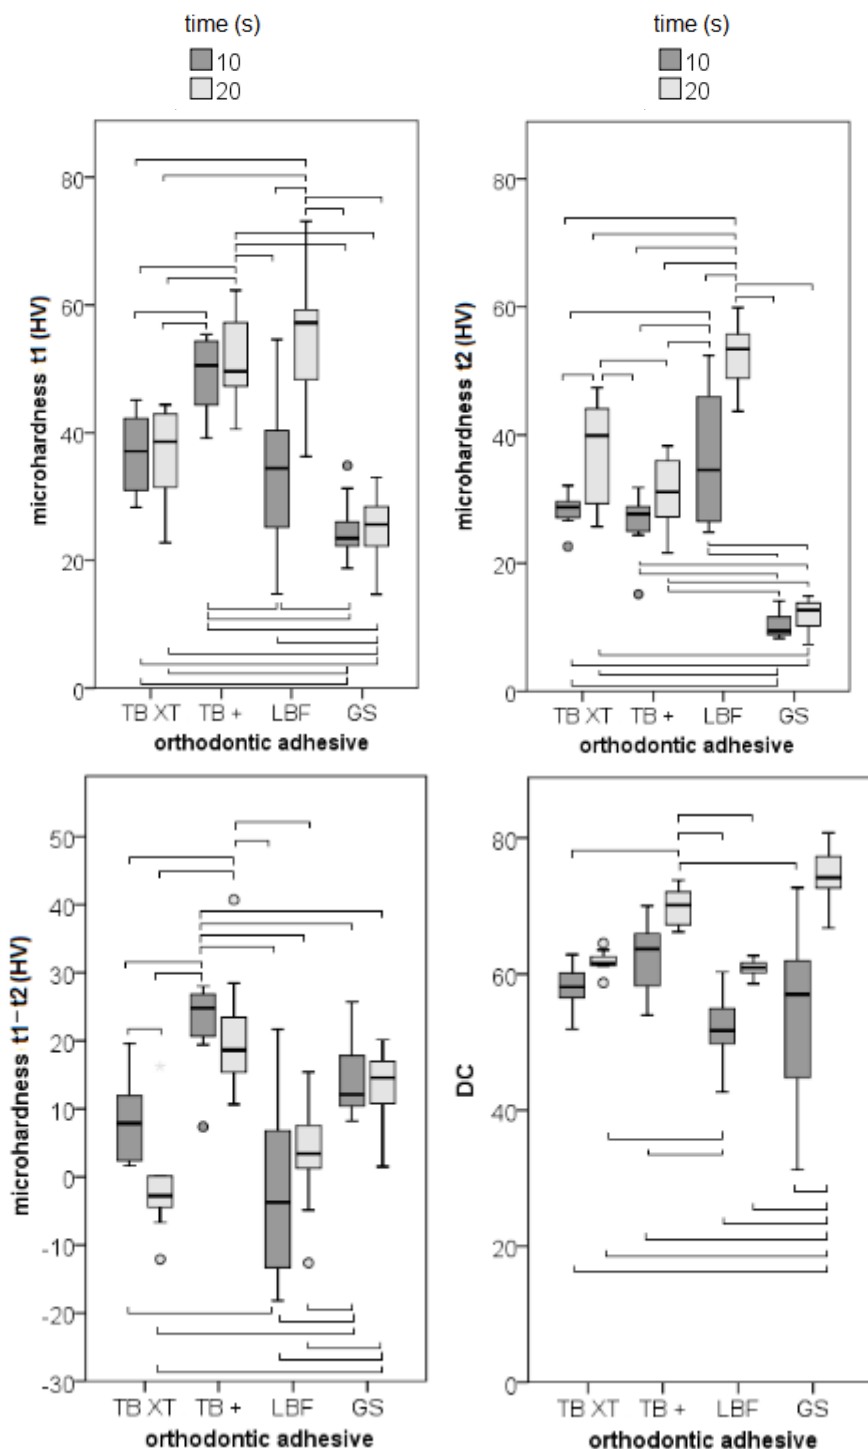 time (s)
10
20
microhardness t1 (HV)
80
60
40
20
0
TB XT TB + LBF GS
orthodontic adhesive
time (s)
10
20
microhardness t2 (HV)
80
60
40
20
0
TB XT TB + LBF GS
orthodontic adhesive
microhardness t1-t2 (HV)
50
40
30
20
10
0
-10
-20
-30
TB XT TB + LBF GS
orthodontic adhesive
DC
80
60
40
20
0
TB XT TB + LBF GS
orthodontic adhesive